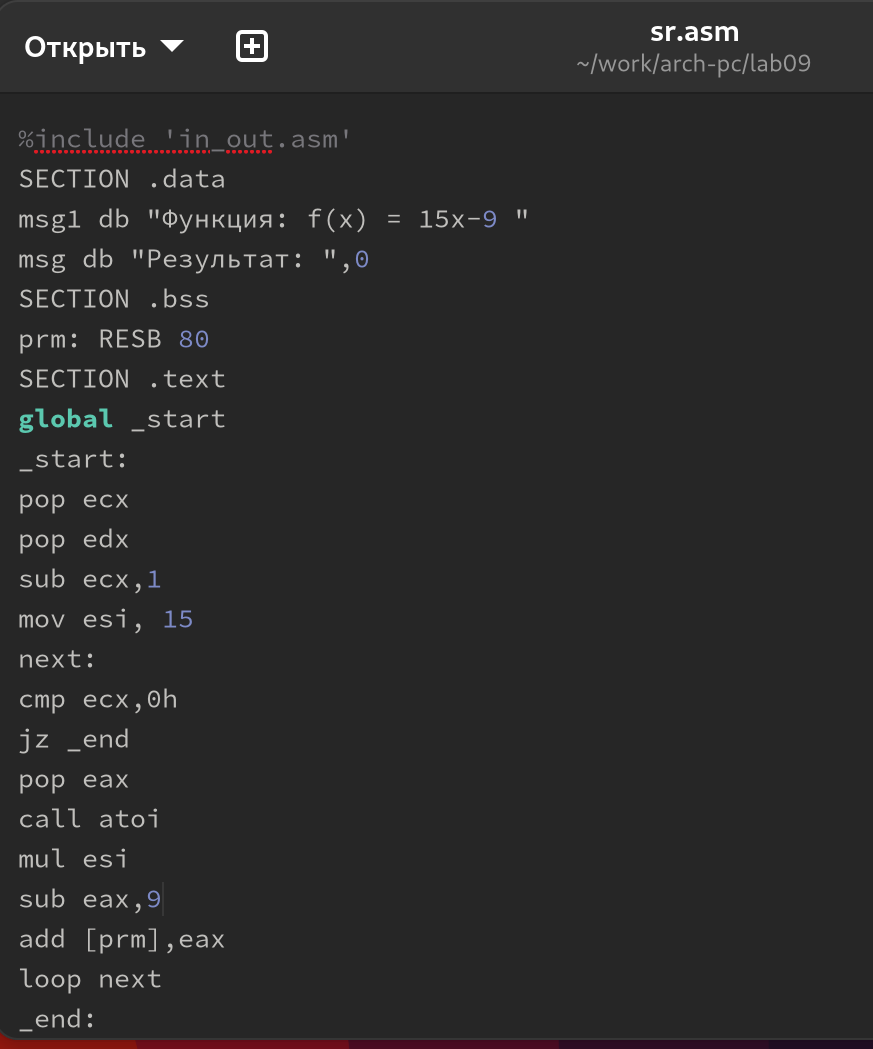 Открыть
sr.asm
~/work/arch-pc/lab09
%include 'in_out.asm'
SECTION .data
msg1 db "Функция: f(x) = 15x-9 "
msg db "Результат: ",0
SECTION .bss
prm: RESB 80
SECTION .text
global _start
_start:
pop ecx
pop edx
sub ecx,1
mov esi, 15
next:
cmp ecx,0h
jz _end
pop eax
call atoi
mul esi
sub eax,9
add [prm],eax
loop next
_end: